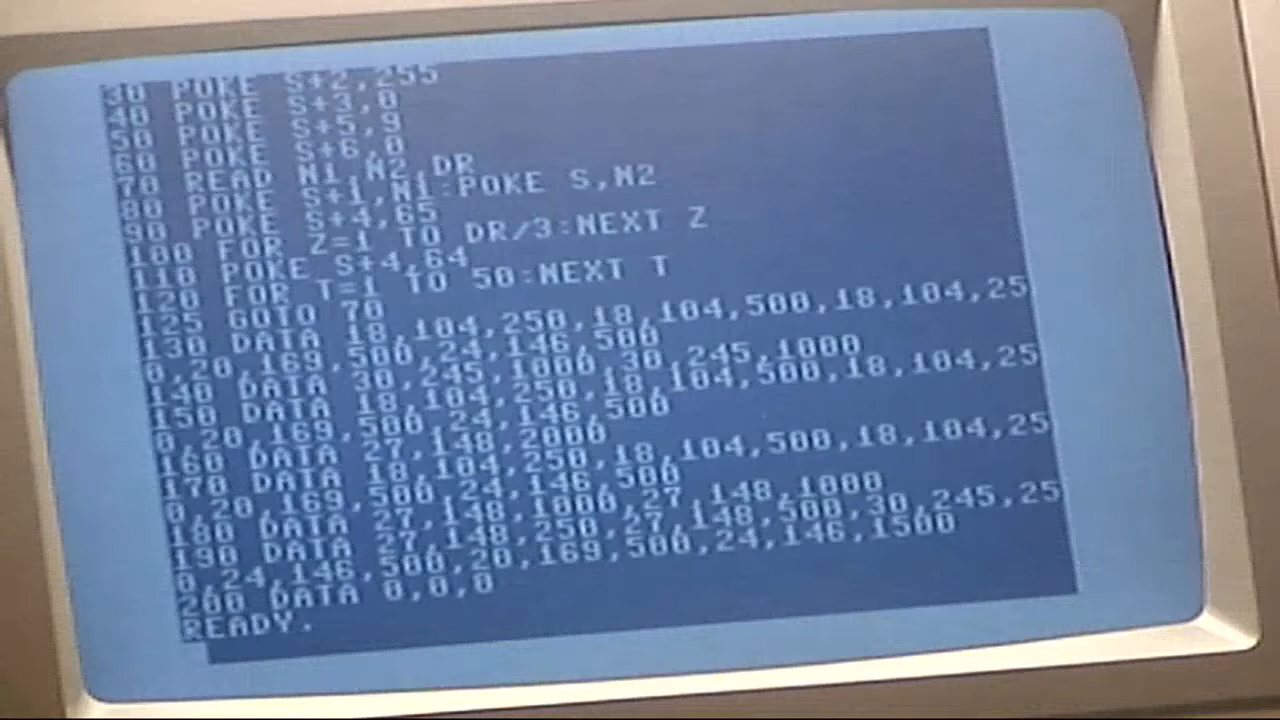 30 POKE S+2,255
40 POKE S+3,0
50 POKE S+5,9
60 POKE S+6,0
70 READ N1,N2,DR
80 POKE S+1,N1:POKE S,N2
90 POKE S+4,65
100 FOR Z=1 TO DR/3:NEXT Z
110 POKE S+4,64
120 FOR T=1 TO 50:NEXT T
125 GOTO 70
130 DATA 18,104,250,18,104,500,18,104,25
0,20,169,500,24,146,500
140 DATA 30,245,1000,30,245,1000
150 DATA 18,104,250,18,104,500,18,104,25
0,20,169,500,24,146,500
160 DATA 27,148,2000
170 DATA 18,104,250,18,104,500,18,104,25
0,20,169,500,24,146,500
180 DATA 27,148,1000,27,148,1000
190 DATA 27,148,250,27,148,500,30,245,25
0,24,146,500,20,169,500,24,146,1500
200 DATA 0,0,0
READY.